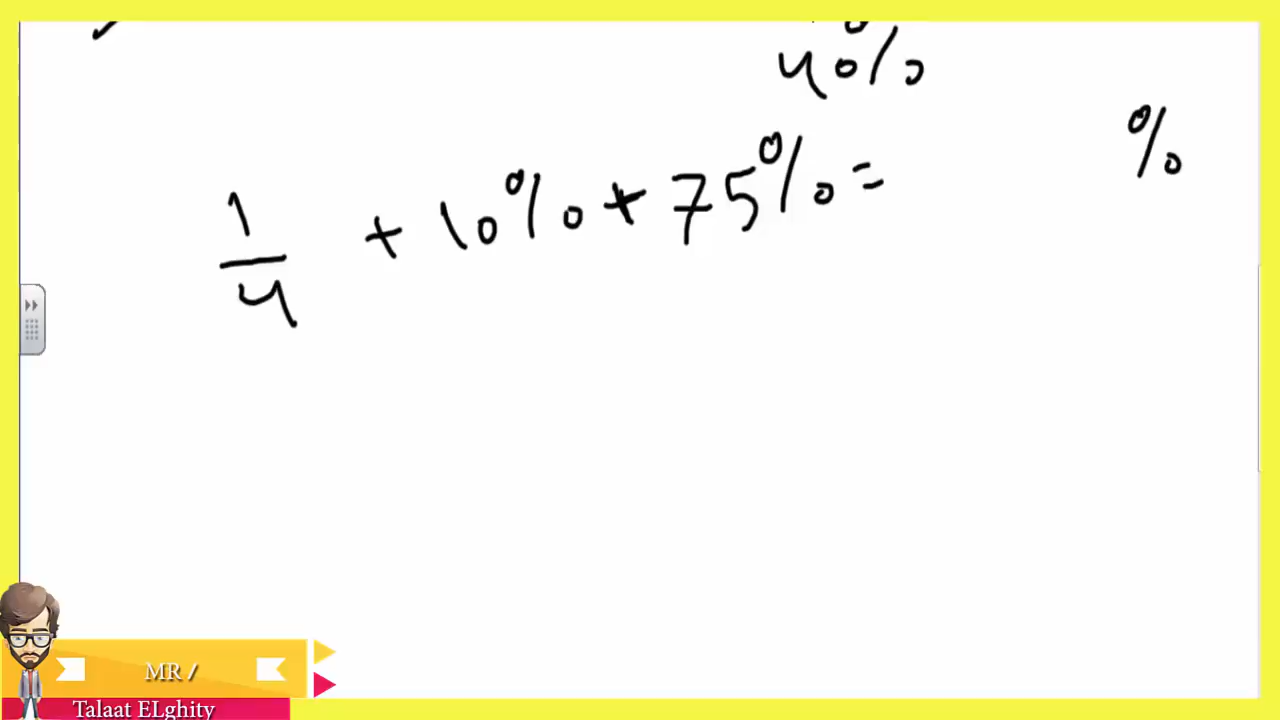 40%
1/4 + 10% + 75% = %
MR /
Talaat ELghity